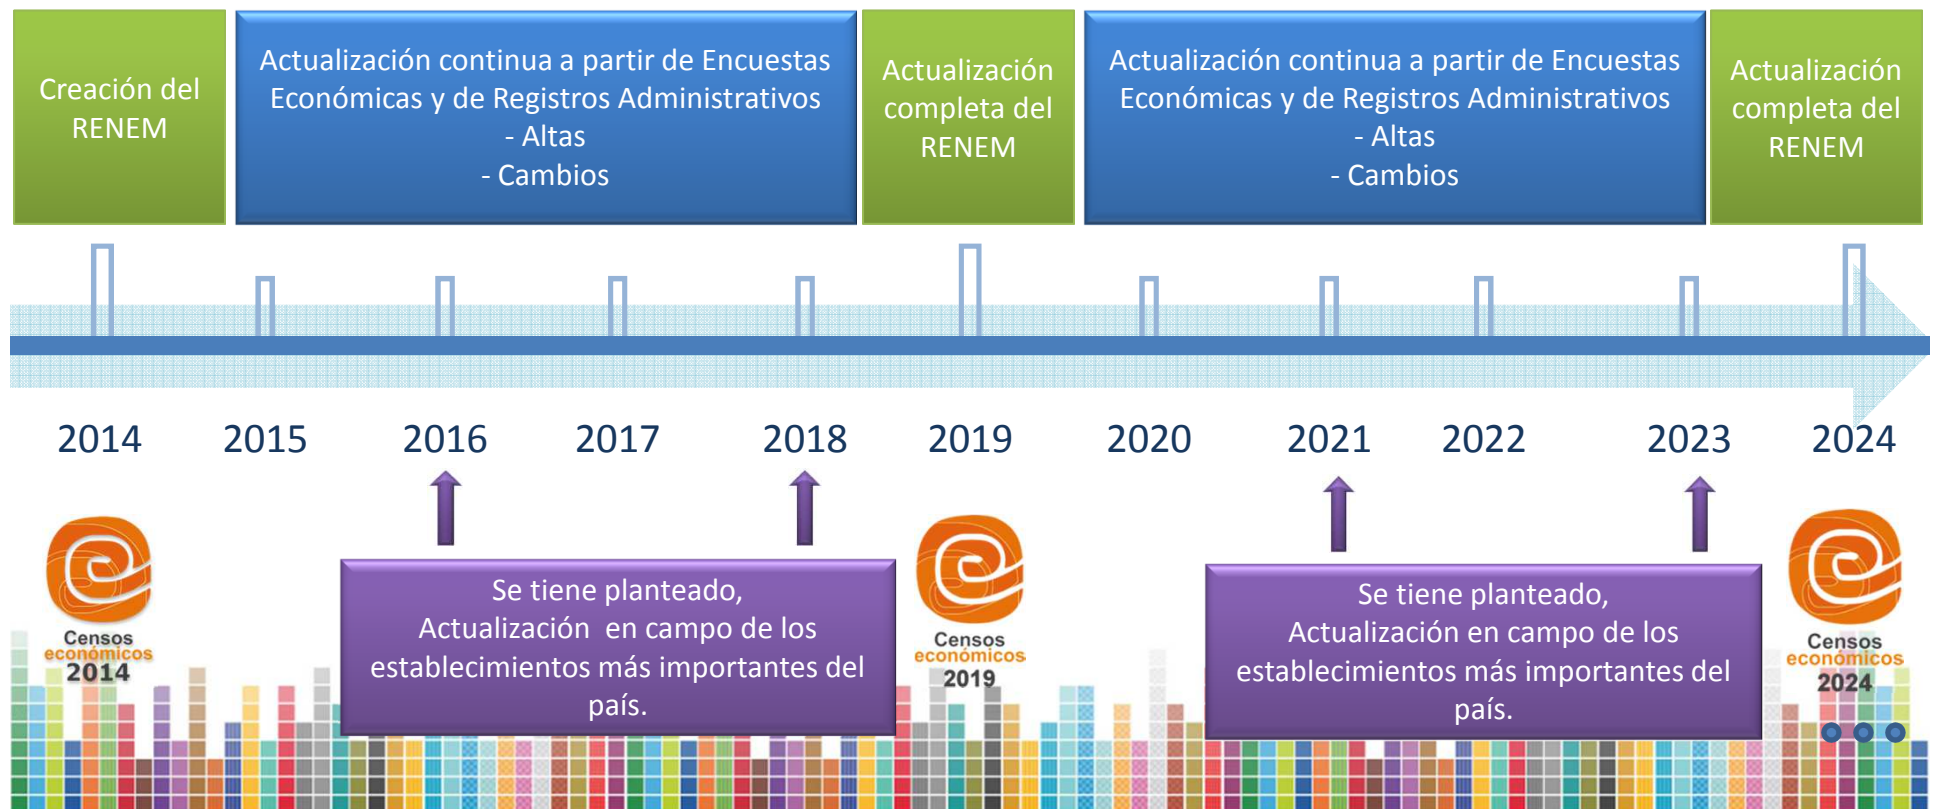 Creación del
RENEM
Actualización continua a partir de Encuestas
Económicas y de Registros Administrativos
- Altas
- Cambios
Actualización
completa del
RENEM
Actualización continua a partir de Encuestas
Económicas y de Registros Administrativos
- Altas
- Cambios
Actualización
completa del
RENEM
2014 2015 2016 2017 2018 2019 2020 2021 2022 2023 2024
Censos
económicos
2014
Se tiene planteado,
Actualización en campo de los
establecimientos más importantes del
país.
Censos
económicos
2019
Se tiene planteado,
Actualización en campo de los
establecimientos más importantes del
país.
Censos
económicos
2024